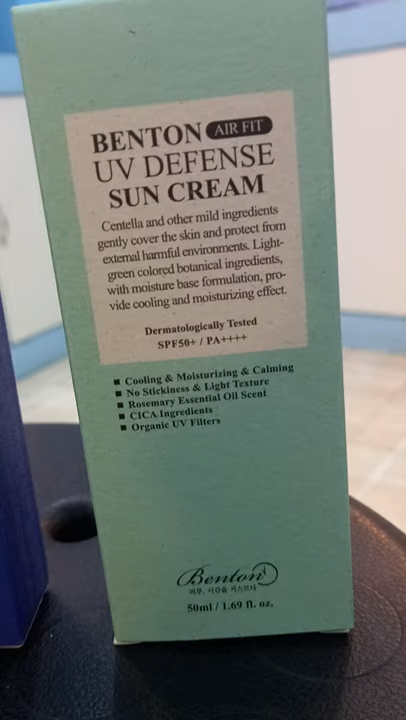 BENTON AIR FIT
UV DEFENSE
SUN CREAM
Centella and other mild ingredients
gently cover the skin and protect from
external harmful environments. Light-
green colored botanical ingredients,
with moisture base formulation, pro-
vide cooling and moisturizing effect.
Dermatologically Tested
SPF50+ / PA++++
■ Cooling & Moisturizing & Calming
■ No Stickiness & Light Texture
■ Rosemary Essential Oil Scent
■ CICA Ingredients
■ Organic UV Filters
Benton
50ml / 1.69 fl. oz.